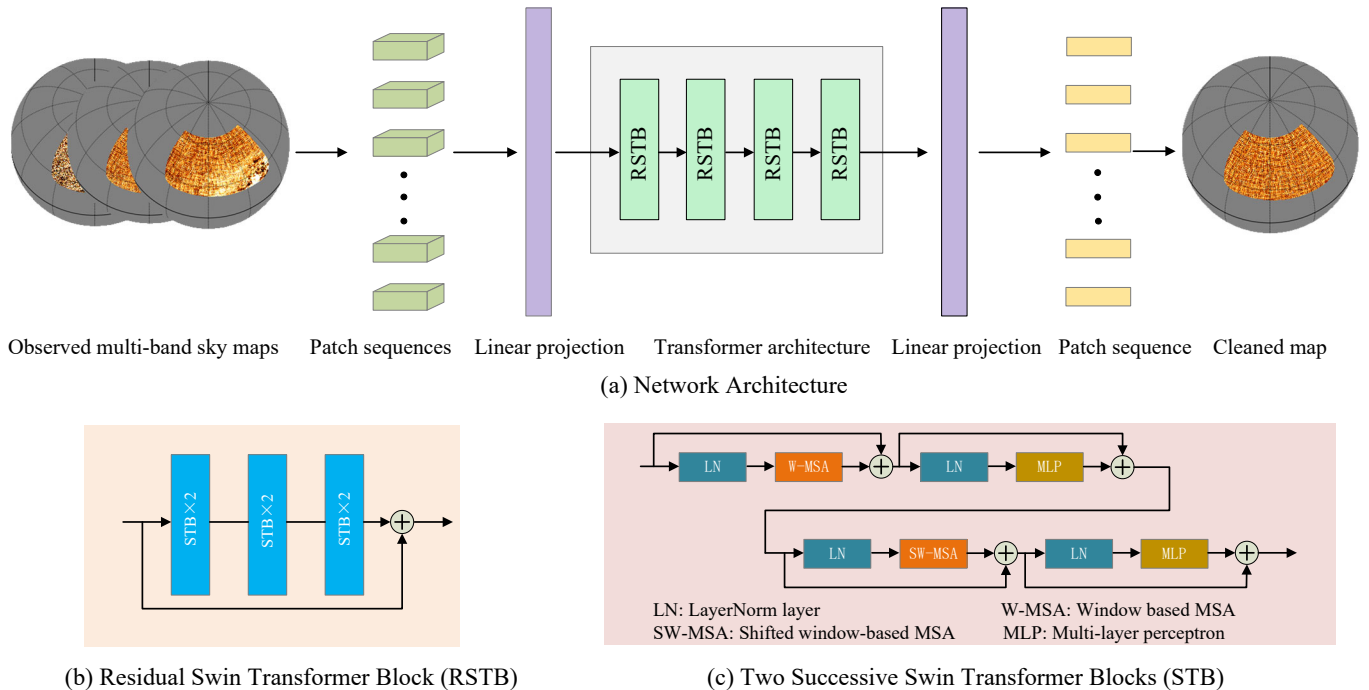 RSTB
RSTB
RSTB
RSTB
Observed multi-band sky maps Patch sequences Linear projection Transformer architecture Linear projection Patch sequence Cleaned map
(a) Network Architecture
STB×2
STB×2
STB×2
(b) Residual Swin Transformer Block (RSTB)
LN W-MSA LN MLP
LN SW-MSA LN MLP
LN: LayerNorm layer W-MSA: Window based MSA
SW-MSA: Shifted window-based MSA MLP: Multi-layer perceptron
(c) Two Successive Swin Transformer Blocks (STB)